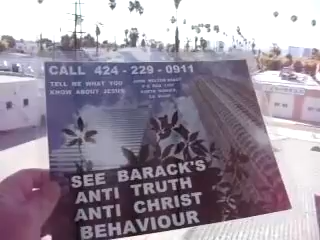 CALL 424-229-0911
TELL ME WHAT YOU
KNOW ABOUT JESUS
SEE BARACK'S
ANTI TRUTH
ANTI CHRIST
BEHAVIOUR